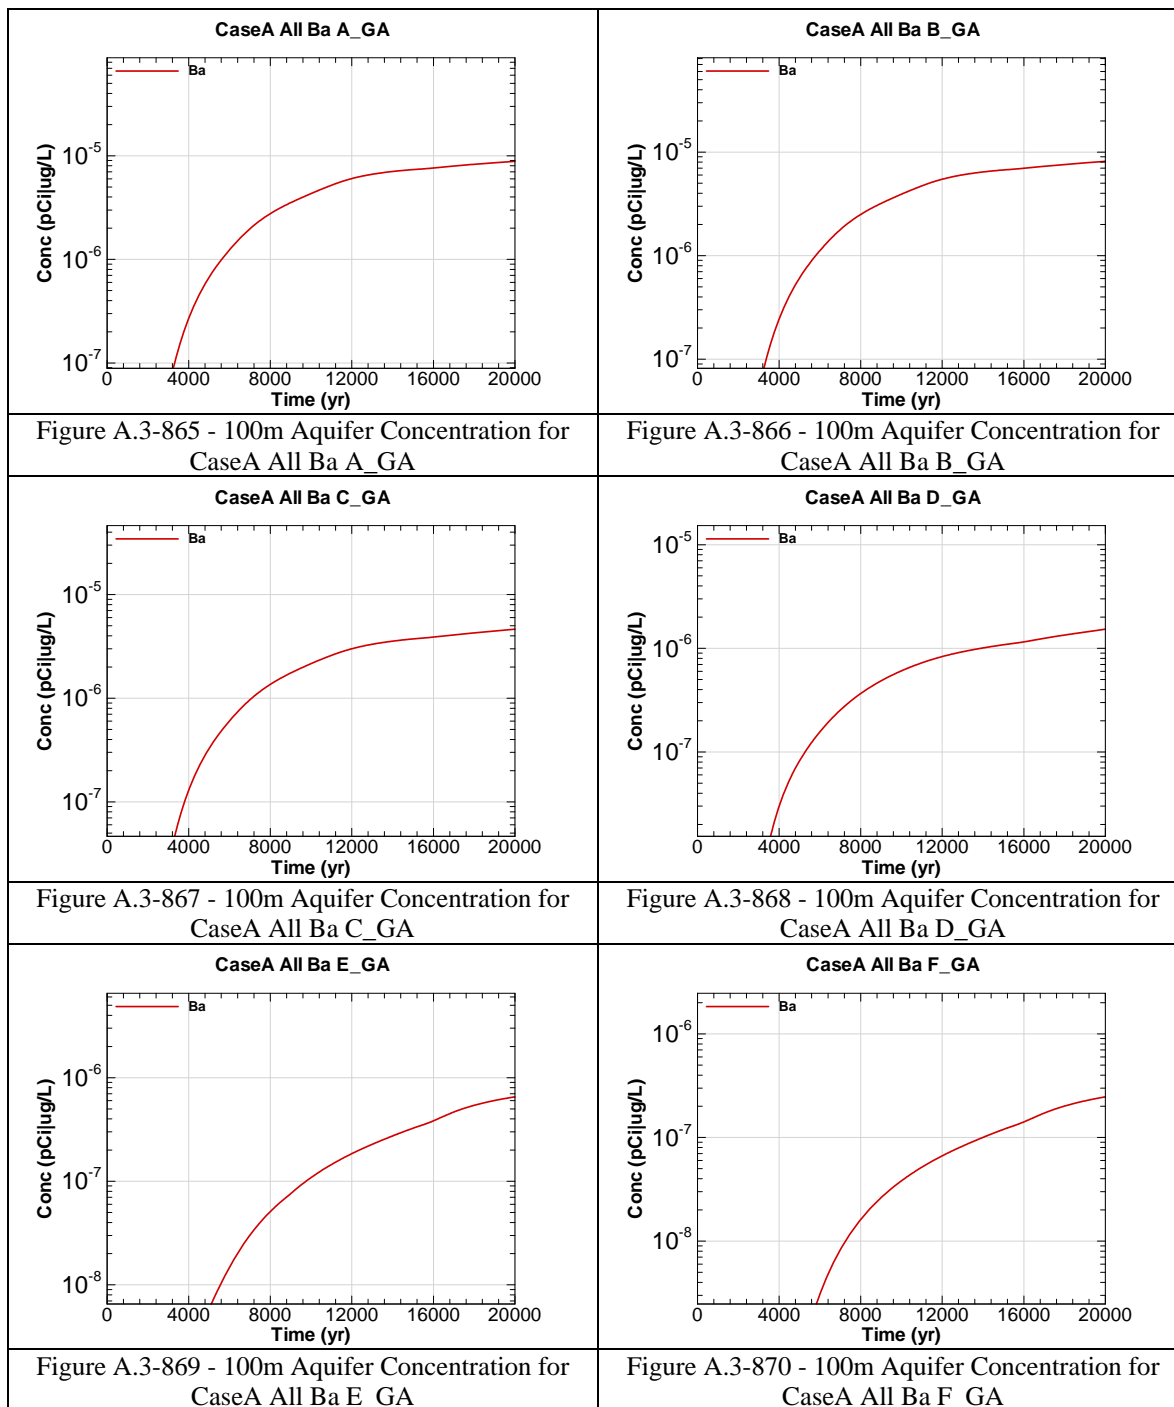 CaseA All Ba A_GA
Ba
10^-5
10^-6
10^-7
Conc (pCi|ug/L)
0 4000 8000 12000 16000 20000
Time (yr)
Figure A.3-865 - 100m Aquifer Concentration for
CaseA All Ba A_GA
CaseA All Ba B_GA
Ba
10^-5
10^-6
10^-7
Conc (pCi|ug/L)
0 4000 8000 12000 16000 20000
Time (yr)
Figure A.3-866 - 100m Aquifer Concentration for
CaseA All Ba B_GA
CaseA All Ba C_GA
Ba
10^-5
10^-6
10^-7
Conc (pCi|ug/L)
0 4000 8000 12000 16000 20000
Time (yr)
Figure A.3-867 - 100m Aquifer Concentration for
CaseA All Ba C_GA
CaseA All Ba D_GA
Ba
10^-5
10^-6
10^-7
Conc (pCi|ug/L)
0 4000 8000 12000 16000 20000
Time (yr)
Figure A.3-868 - 100m Aquifer Concentration for
CaseA All Ba D_GA
CaseA All Ba E_GA
Ba
10^-6
10^-7
10^-8
Conc (pCi|ug/L)
0 4000 8000 12000 16000 20000
Time (yr)
Figure A.3-869 - 100m Aquifer Concentration for
CaseA All Ba E_GA
CaseA All Ba F_GA
Ba
10^-6
10^-7
10^-8
Conc (pCi|ug/L)
0 4000 8000 12000 16000 20000
Time (yr)
Figure A.3-870 - 100m Aquifer Concentration for
CaseA All Ba F_GA